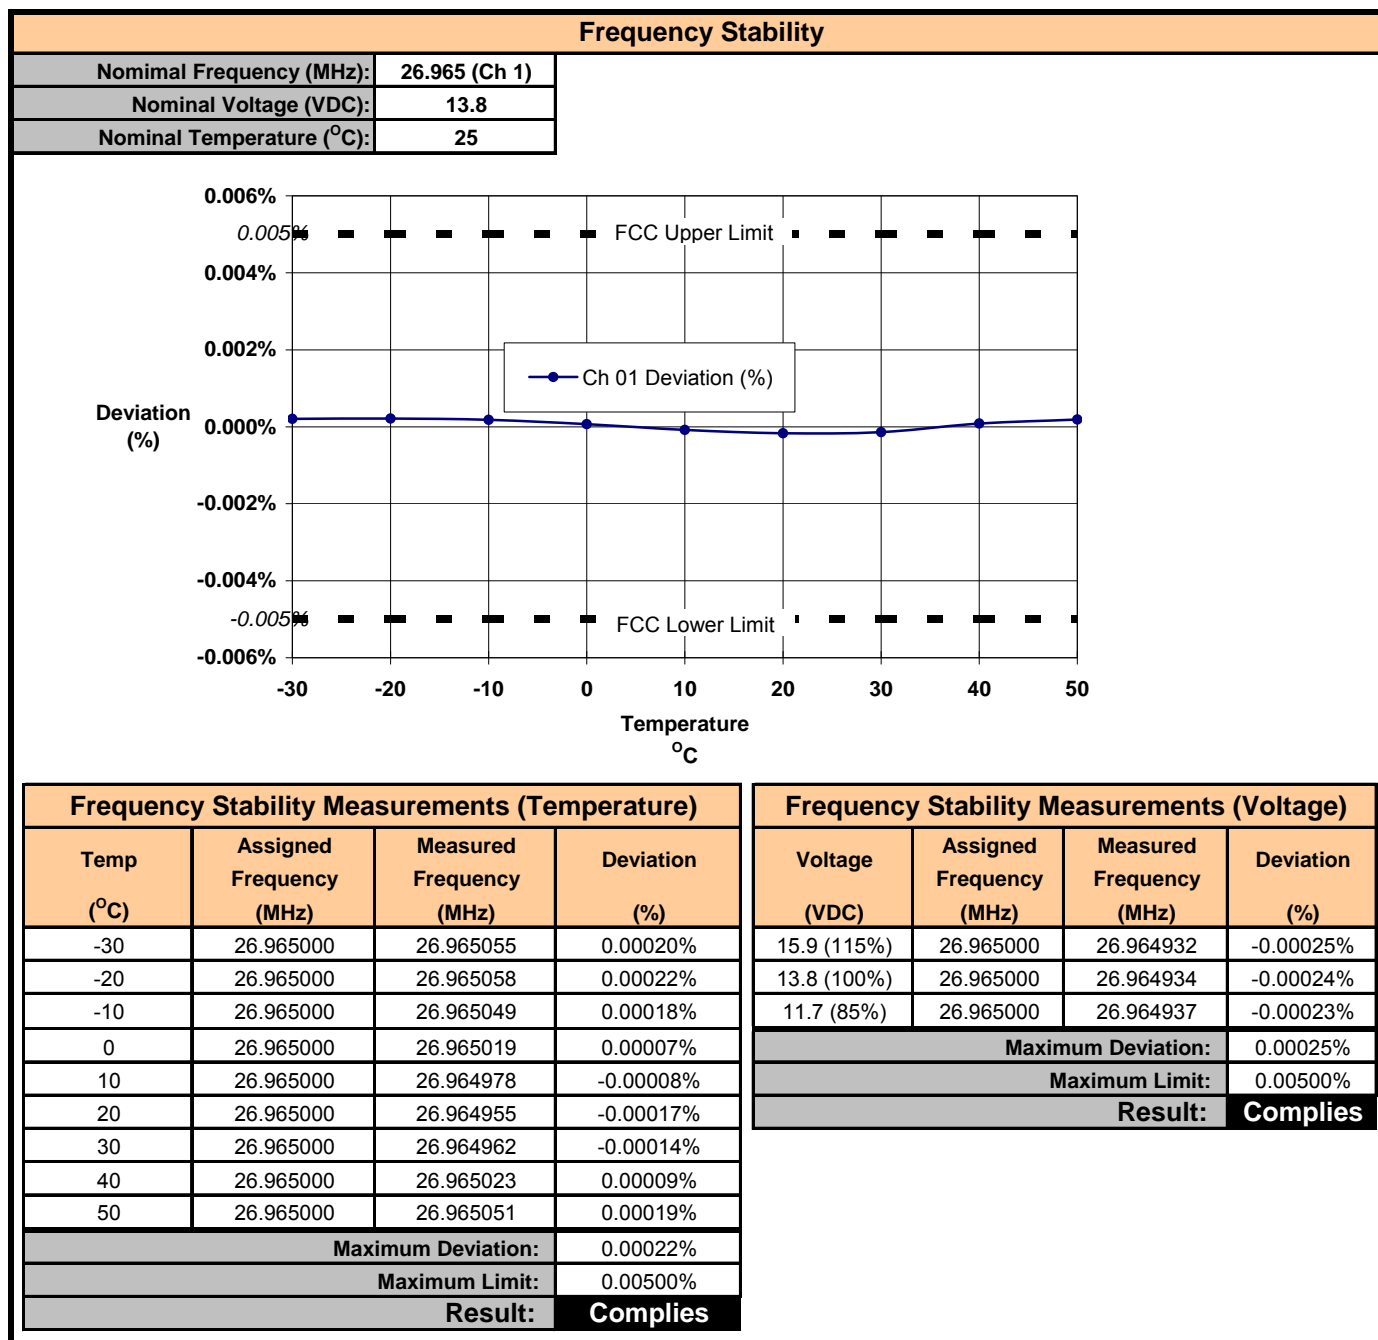 Frequency Stability
Nomimal Frequency (MHz): 26.965 (Ch 1)
Nominal Voltage (VDC): 13.8
Nominal Temperature (OC): 25
0.006%
0.005% FCC Upper Limit
0.004%
0.002%
Ch 01 Deviation (%)
Deviation
(%)
0.000%
-0.002%
-0.004%
-0.005% FCC Lower Limit
-0.006%
-30 -20 -10 0 10 20 30 40 50
Temperature
OC
Frequency Stability Measurements (Temperature)
Temp Assigned Measured Deviation
Frequency Frequency
(OC) (MHz) (MHz) (%)
-30 26.965000 26.965055 0.00020%
-20 26.965000 26.965058 0.00022%
-10 26.965000 26.965049 0.00018%
0 26.965000 26.965019 0.00007%
10 26.965000 26.964978 -0.00008%
20 26.965000 26.964955 -0.00017%
30 26.965000 26.964962 -0.00014%
40 26.965000 26.965023 0.00009%
50 26.965000 26.965051 0.00019%
Maximum Deviation: 0.00022%
Maximum Limit: 0.00500%
Result: Complies
Frequency Stability Measurements (Voltage)
Voltage Assigned Measured Deviation
Frequency Frequency
(VDC) (MHz) (MHz) (%)
15.9 (115%) 26.965000 26.964932 -0.00025%
13.8 (100%) 26.965000 26.964934 -0.00024%
11.7 (85%) 26.965000 26.964937 -0.00023%
Maximum Deviation: 0.00025%
Maximum Limit: 0.00500%
Result: Complies